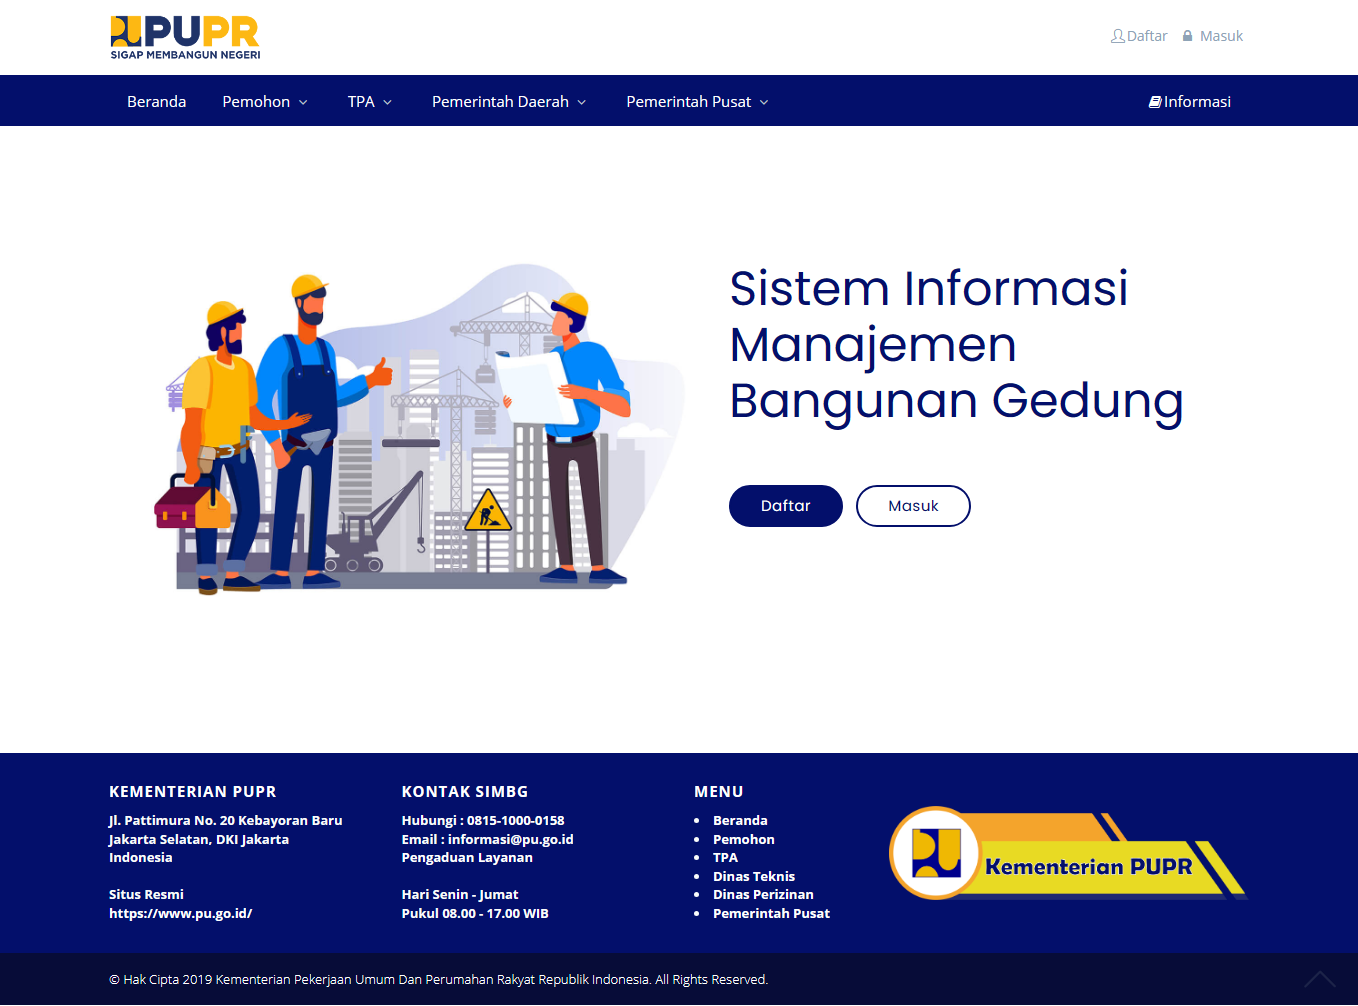 PUPR
SIGAP MEMBANGUN NEGERI
Daftar
Masuk
Beranda
Pemohon
TPA
Pemerintah Daerah
Pemerintah Pusat
Informasi
Sistem Informasi
Manajemen
Bangunan Gedung
Daftar
Masuk
KEMENTERIAN PUPR
Jl. Pattimura No. 20 Kebayoran Baru
Jakarta Selatan, DKI Jakarta
Indonesia
Situs Resmi
https://www.pu.go.id/
KONTAK SIMBG
Hubungi : 0815-1000-0158
Email : informasi@pu.go.id
Pengaduan Layanan
Hari Senin - Jumat
Pukul 08.00 - 17.00 WIB
MENU
Beranda
Pemohon
TPA
Dinas Teknis
Dinas Perizinan
Pemerintah Pusat
Kementerian PUPR
© Hak Cipta 2019 Kementerian Pekerjaan Umum Dan Perumahan Rakyat Republik Indonesia. All Rights Reserved.